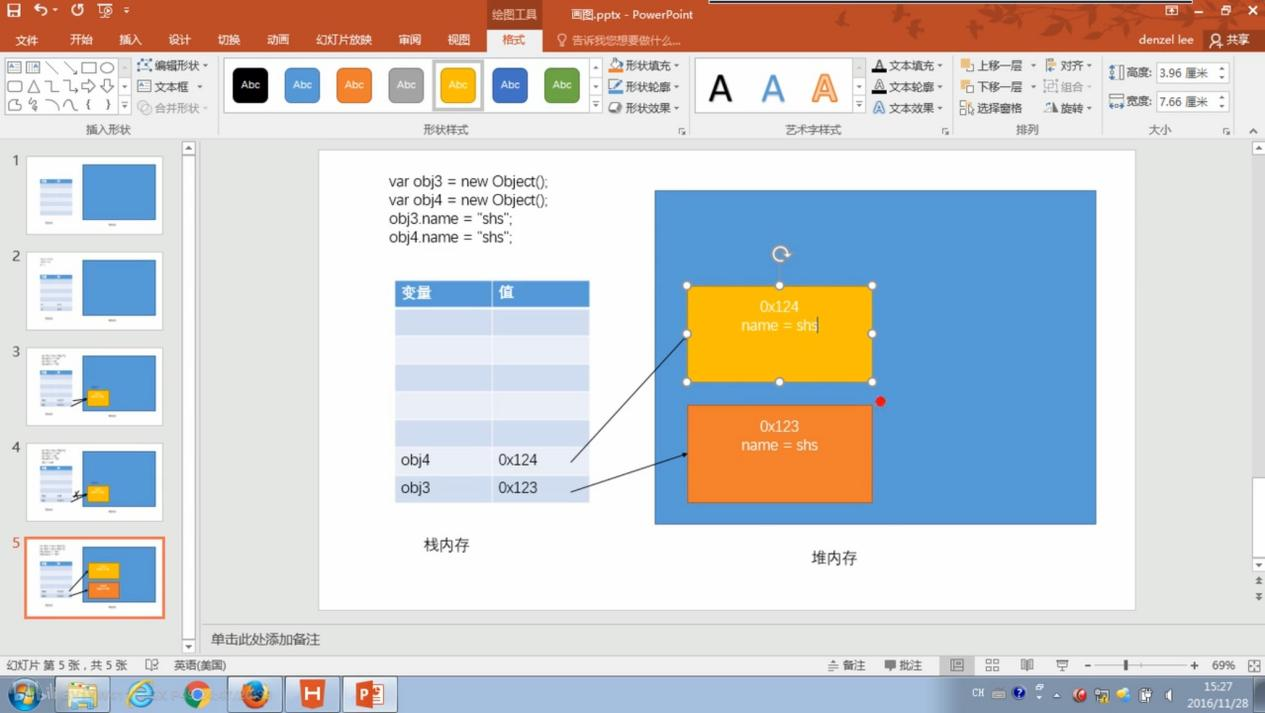 绘图工具
画图.pptx - PowerPoint
文件 开始 插入 设计 切换 动画 幻灯片放映 审阅 视图 格式 告诉我您想要做什么... denzel lee 共享
编辑形状
文本框
合并形状
插入形状
Abc Abc Abc Abc Abc Abc Abc
形状填充
形状轮廓
形状效果
形状样式
A A A
文本填充
文本轮廓
文本效果
艺术字样式
上移一层 对齐
下移一层 组合
选择窗格 旋转
排列
高度: 3.96 厘米
宽度: 7.66 厘米
大小
1
2
3
4
5
var obj3 = new Object();
var obj4 = new Object();
obj3.name = "shs";
obj4.name = "shs";
变量 值
obj4 0x124
obj3 0x123
栈内存
0x124
name = shs
0x123
name = shs
堆内存
单击此处添加备注
幻灯片 第 5 张，共 5 张 英语(美国) 备注 批注 69%
CH
15:27
2016/11/28